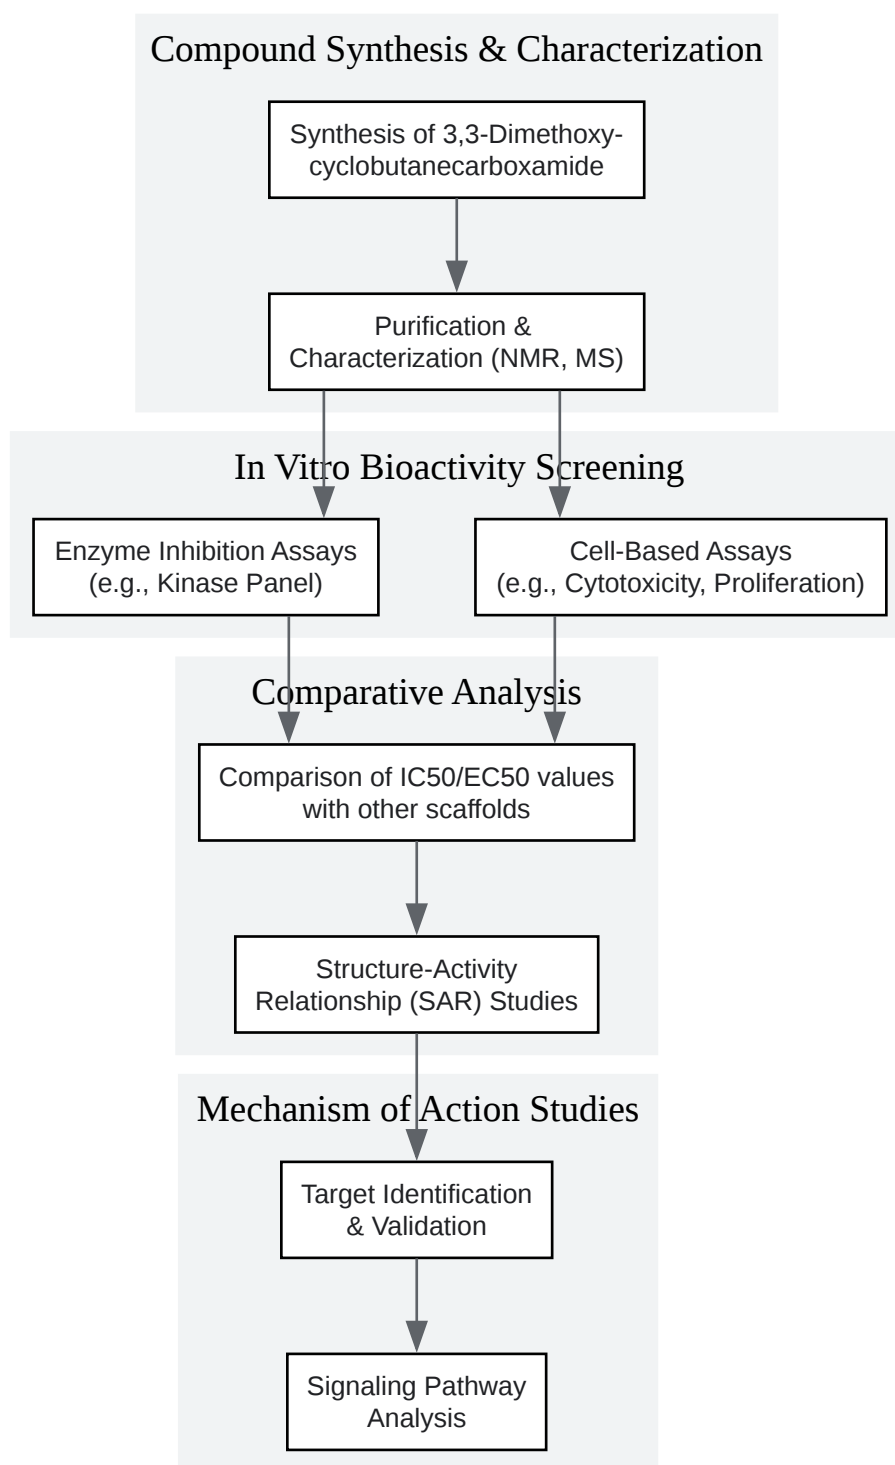 Compound Synthesis & Characterization
Synthesis of 3,3-Dimethoxy-
cyclobutanecarboxamide
Purification &
Characterization (NMR, MS)
In Vitro Bioactivity Screening
Enzyme Inhibition Assays
(e.g., Kinase Panel)
Cell-Based Assays
(e.g., Cytotoxicity, Proliferation)
Comparative Analysis
Comparison of IC50/EC50 values
with other scaffolds
Structure-Activity
Relationship (SAR) Studies
Mechanism of Action Studies
Target Identification
& Validation
Signaling Pathway
Analysis